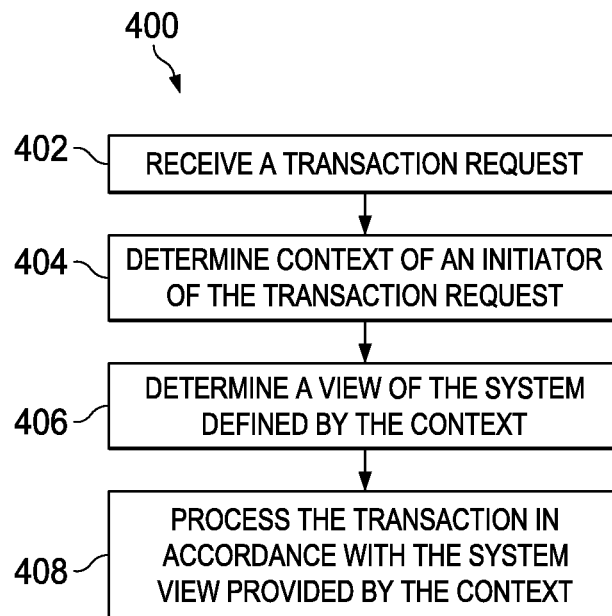 400
402
RECEIVE A TRANSACTION REQUEST
404
DETERMINE CONTEXT OF AN INITIATOR
OF THE TRANSACTION REQUEST
406
DETERMINE A VIEW OF THE SYSTEM
DEFINED BY THE CONTEXT
408
PROCESS THE TRANSACTION IN
ACCORDANCE WITH THE SYSTEM
VIEW PROVIDED BY THE CONTEXT